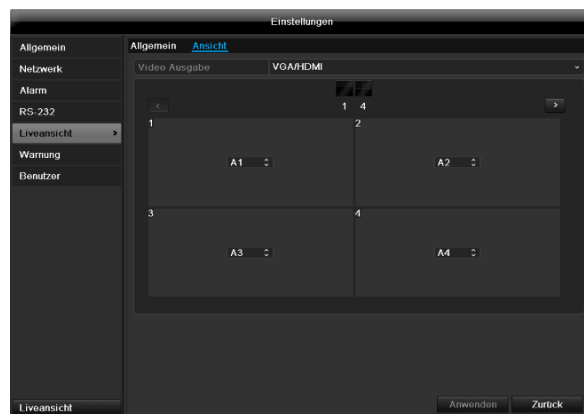 Einstellungen
Allgemein
Netzwerk
Alarm
RS-232
Liveansicht >
Warnung
Benutzer
Liveansicht
Allgemein Ansicht
Video Ausgabe VGA/HDMI
< 1 4 >
1 2
A1 A2
3 4
A3 A4
Anwenden Zurück